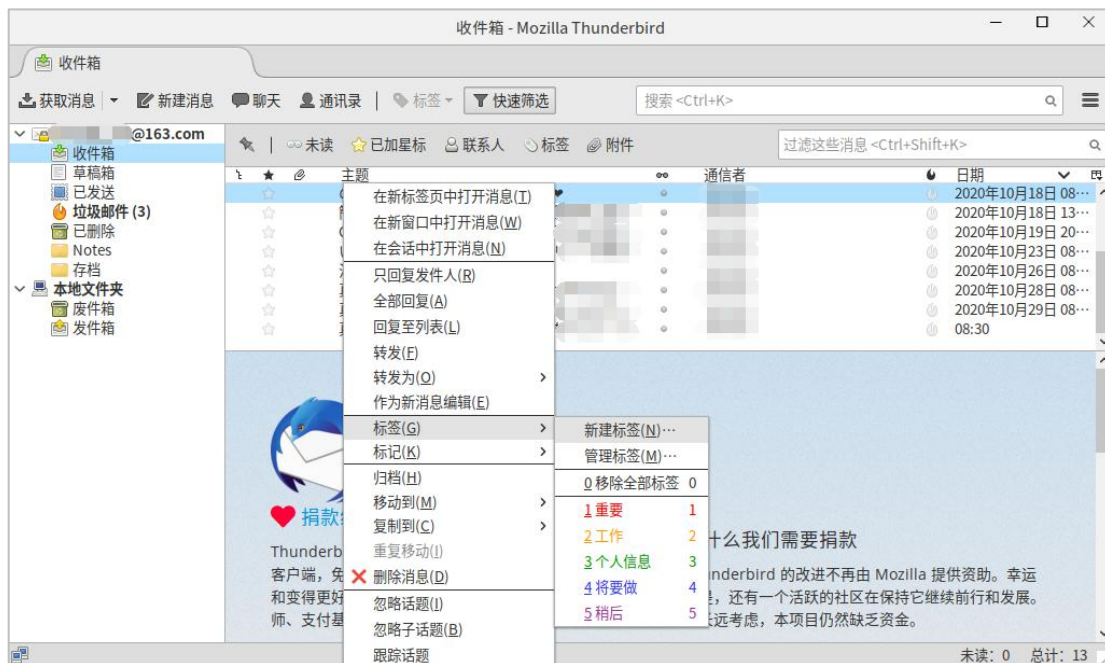 收件箱 - Mozilla Thunderbird
收件箱
获取消息 新建消息 聊天 通讯录 标签 快速筛选 搜索 <Ctrl+K>
@163.com
收件箱
草稿箱
已发送
垃圾邮件 (3)
已删除
Notes
存档
本地文件夹
废件箱
发件箱
未读 已加星标 联系人 标签 附件 过滤这些消息 <Ctrl+Shift+K>
主题 通信者 日期
2020年10月18日 08···
2020年10月18日 13···
2020年10月19日 20···
2020年10月23日 08···
2020年10月26日 08···
2020年10月28日 08···
2020年10月29日 08···
08:30
在新标签页中打开消息(T)
在新窗口中打开消息(W)
在会话中打开消息(N)
只回复发件人(R)
全部回复(A)
回复至列表(L)
转发(F)
转发为(O)
作为新消息编辑(E)
标签(G)
标记(K)
归档(H)
移动到(M)
复制到(C)
重复移动(I)
删除消息(D)
忽略话题(I)
忽略子话题(B)
跟踪话题
新建标签(N)···
管理标签(M)···
0 移除全部标签 0
1 重要 1
2 工作 2
3 个人信息 3
4 将要做 4
5 稍后 5
捐款
Thunderb
客户端，免
和变得更好
师、支付基
什么我们需要捐款
underbird 的改进不再由 Mozilla 提供资助。幸运
，还有一个活跃的社区在保持它继续前行和发展。
远考虑，本项目仍然缺乏资金。
未读：0 总计：13